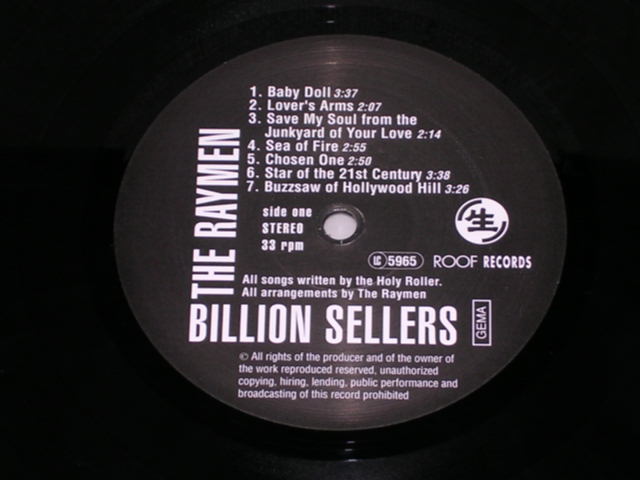 1. Baby Doll 3:37
2. Lover's Arms 2:07
3. Save My Soul from the
Junkyard of Your Love 2:14
4. Sea of Fire 2:55
5. Chosen One 2:50
6. Star of the 21st Century 3:38
7. Buzzsaw of Hollywood Hill 3:26
THE RAYMEN
side one
STEREO
33 rpm
生
LC 5965 ROOF RECORDS
All songs written by the Holy Roller.
All arrangements by The Raymen
BILLION SELLERS
GEMA
© All rights of the producer and of the owner of
the work reproduced reserved, unauthorized
copying, hiring, lending, public performance and
broadcasting of this record prohibited